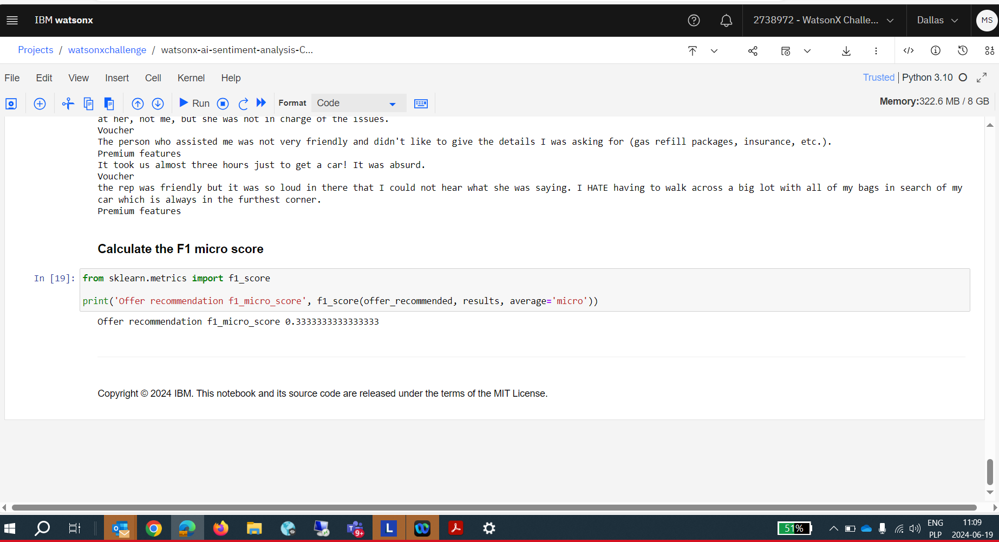 IBM watsonx
2738972 - WatsonX Challe...
Dallas
MS
Projects / watsonxchallenge / watsonx-ai-sentiment-analysis-C...
File Edit View Insert Cell Kernel Help
Trusted | Python 3.10
Run
Format
Code
Memory:322.6 MB / 8 GB
at her, not me, but she was not in charge of the issues.
Voucher
The person who assisted me was not very friendly and didn't like to give the details I was asking for (gas refill packages, insurance, etc.).
Premium features
It took us almost three hours just to get a car! It was absurd.
Voucher
the rep was friendly but it was so loud in there that I could not hear what she was saying. I HATE having to walk across a big lot with all of my bags in search of my
car which is always in the furthest corner.
Premium features
Calculate the F1 micro score
In [19]:
from sklearn.metrics import f1_score
print('Offer recommendation f1_micro_score', f1_score(offer_recommended, results, average='micro'))
Offer recommendation f1_micro_score 0.3333333333333333
Copyright © 2024 IBM. This notebook and its source code are released under the terms of the MIT License.
9+
L
51%
ENG
PLP
11:09
2024-06-19